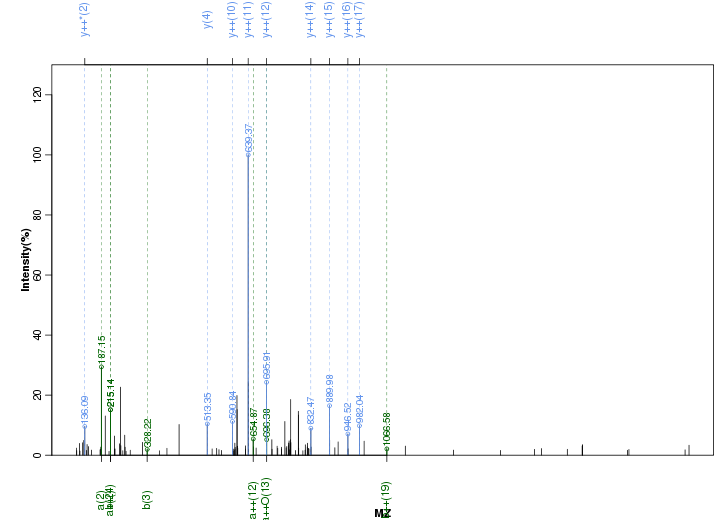 y++*(2)
y(4)
y++(10)
y++(11)
y++(12)
y++(14)
y++(15)
y++(16)
y++(17)
Intensity(%)
0
20
40
60
80
100
120
136.09
187.15
215.14
328.22
513.35
590.84
639.37
654.87
695.91
696.38
832.47
889.98
946.52
982.04
1066.58
a(2)
b(3)
a++(12)